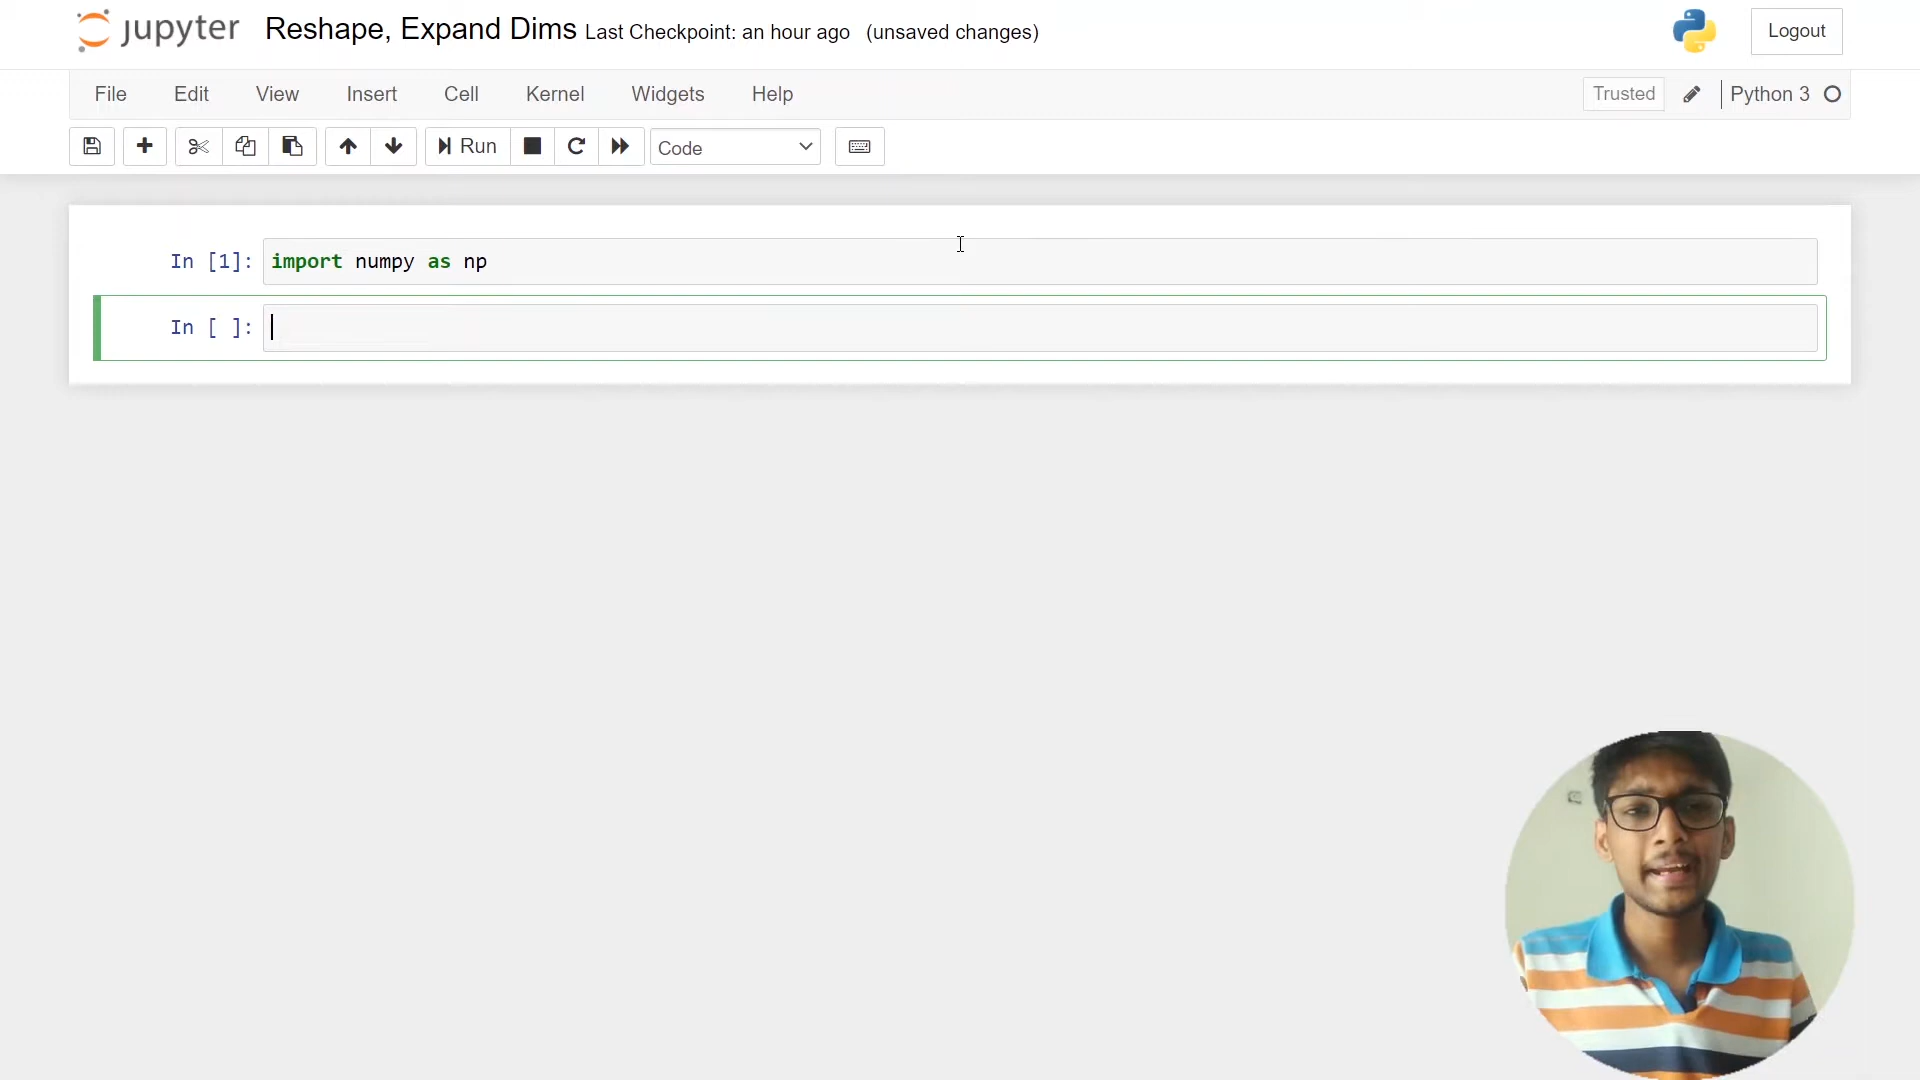 jupyter Reshape, Expand Dims Last Checkpoint: an hour ago (unsaved changes) Logout
File Edit View Insert Cell Kernel Widgets Help Trusted Python 3
Run Code
In [1]: import numpy as np
In [ ]: